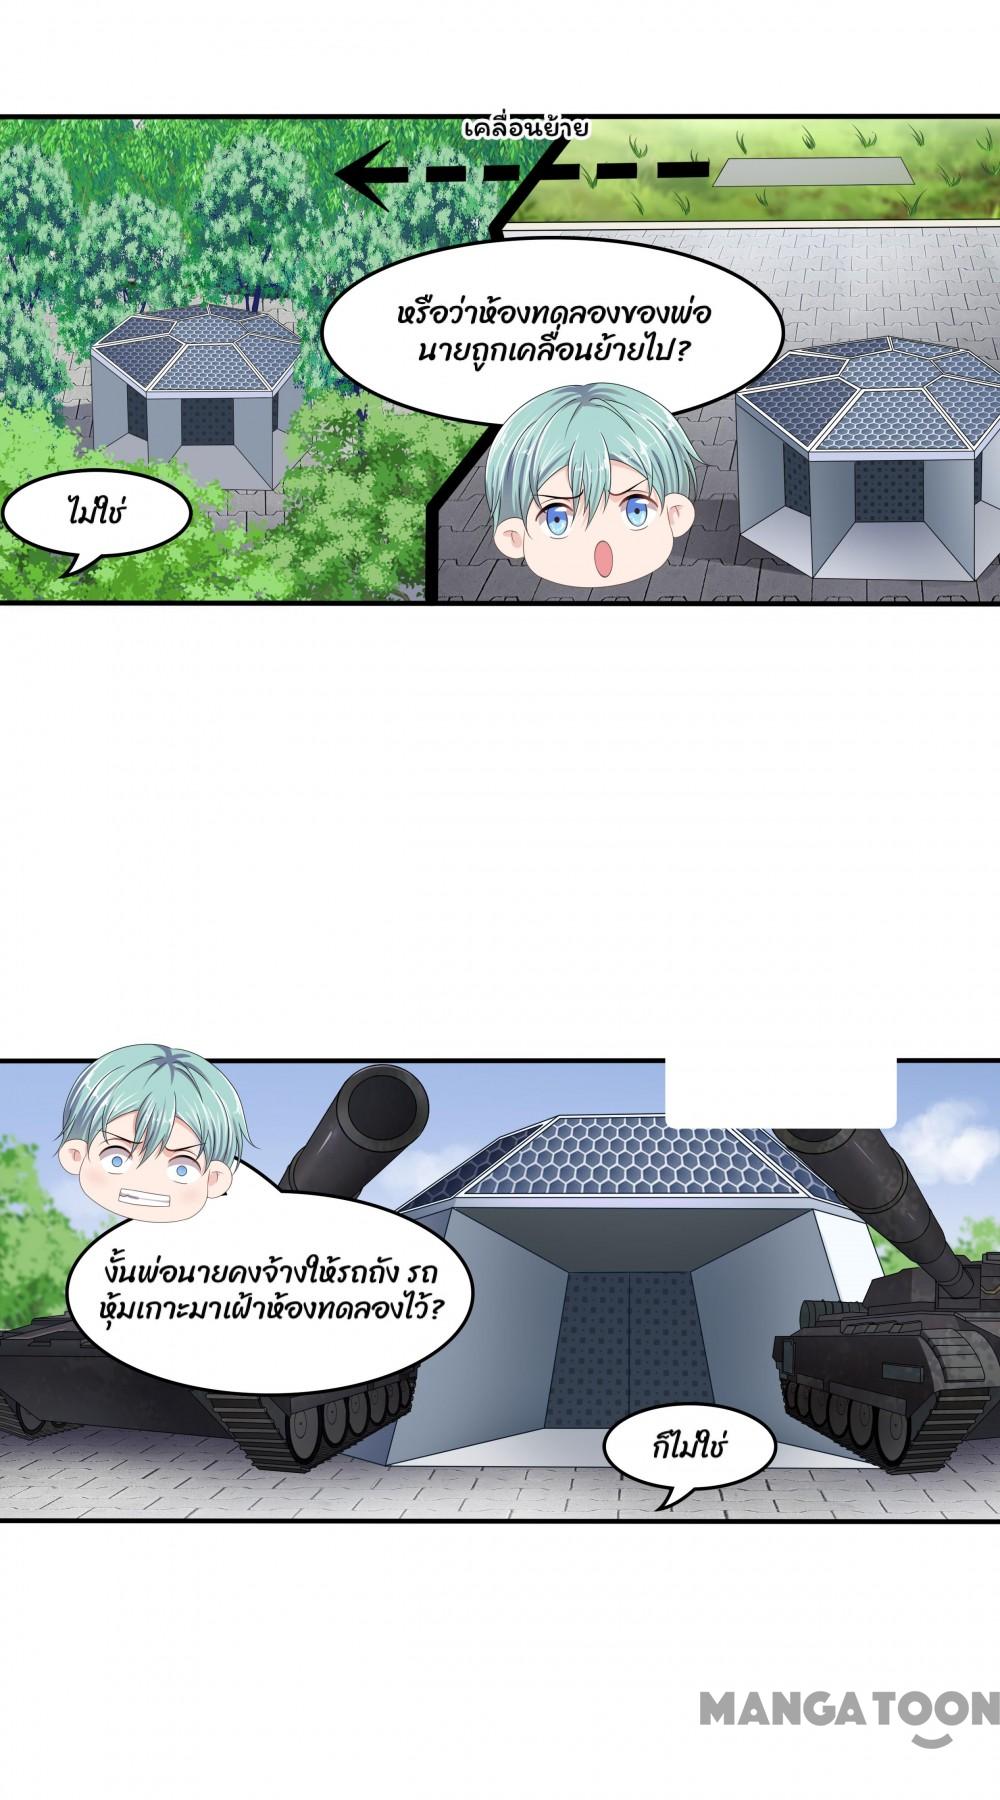 เคลื่อนย้าย
หรือว่าห้องทดลองของพ่อ
นายถูกเคลื่อนย้ายไป?
ไม่ใช่
งั้นพ่อนายคงจ้างให้รถถัง รถ
หุ้มเกาะมาเฝ้าห้องทดลองไว้?
ก็ไม่ใช่
MANGATOON